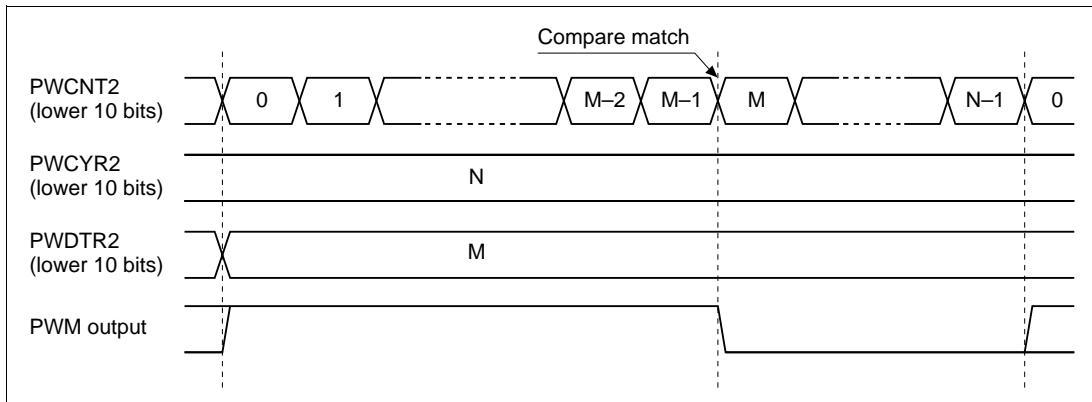 Compare match
PWCNT2
(lower 10 bits)
0 1 M–2 M–1 M N–1 0
PWCYR2
(lower 10 bits)
N
PWDTR2
(lower 10 bits)
M
PWM output